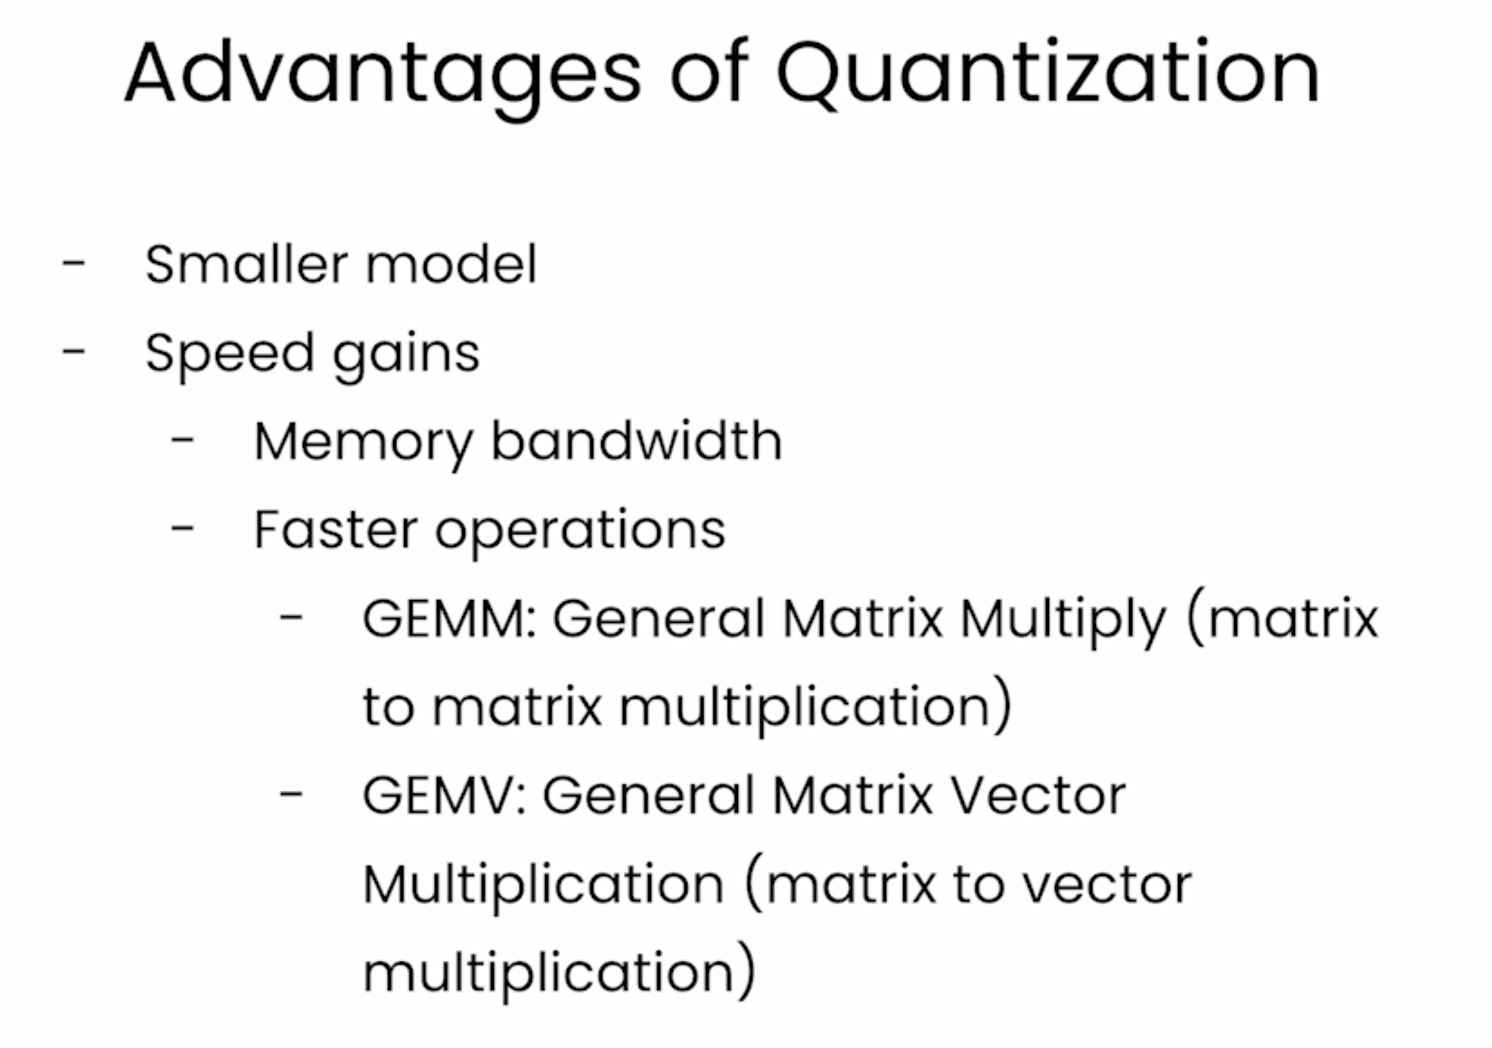 Advantages of Quantization
- Smaller model
- Speed gains
- Memory bandwidth
- Faster operations
- GEMM: General Matrix Multiply (matrix
to matrix multiplication)
- GEMV: General Matrix Vector
Multiplication (matrix to vector
multiplication)